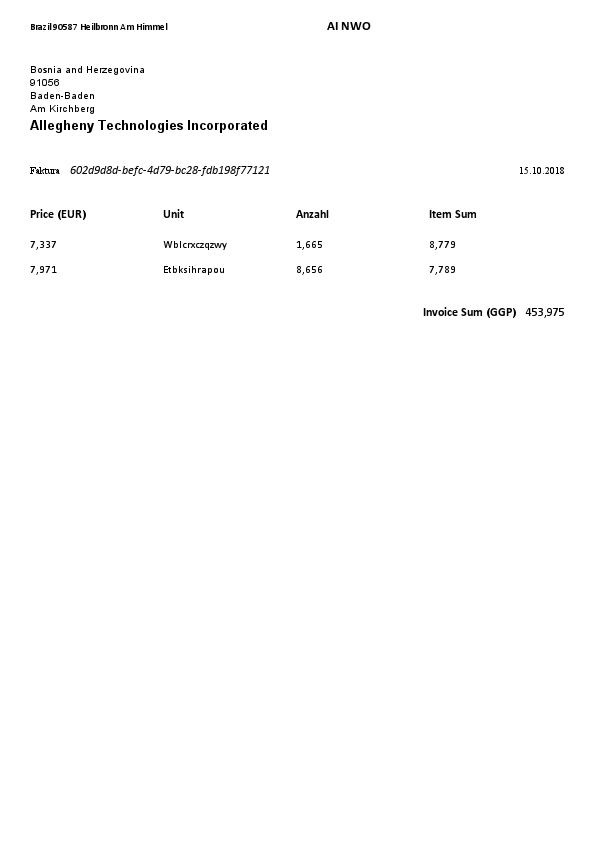 Brazil 90587 Heilbronn Am Himmel AI NWO
Bosnia and Herzegovina
91056
Baden-Baden
Am Kirchberg
Allegheny Technologies Incorporated
Faktura 602d9d8d-befc-4d79-bc28-fdb198f77121 15.10.2018
Price (EUR) Unit Anzahl Item Sum
7,337 Wblcrxczqzwy 1,665 8,779
7,971 Etbksihrapou 8,656 7,789
Invoice Sum (GGP) 453,975